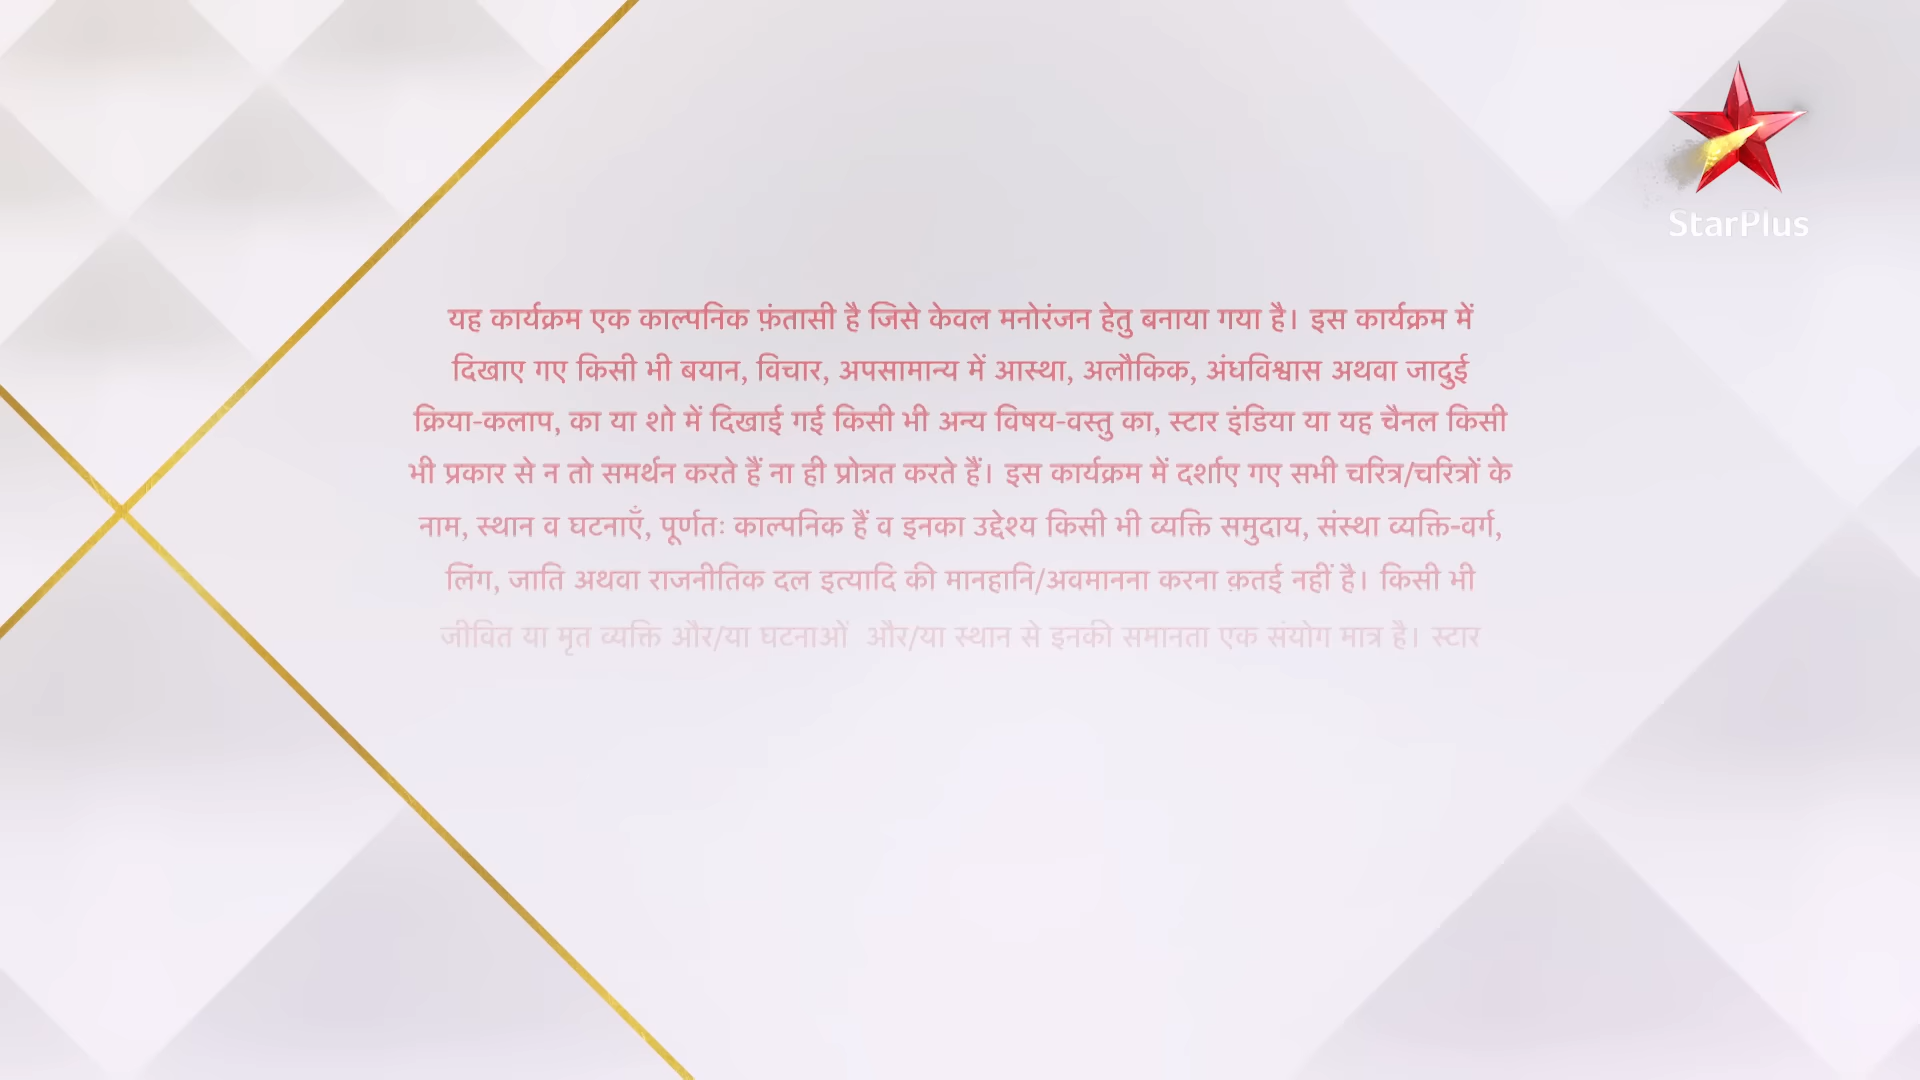 StarPlus
यह कार्यक्रम एक काल्पनिक फ़ंतासी है जिसे केवल मनोरंजन हेतु बनाया गया है। इस कार्यक्रम में
दिखाए गए किसी भी बयान, विचार, अपसामान्य में आस्था, अलौकिक, अंधविश्वास अथवा जादुई
क्रिया-कलाप, का या शो में दिखाई गई किसी भी अन्य विषय-वस्तु का, स्टार इंडिया या यह चैनल किसी
भी प्रकार से न तो समर्थन करते हैं ना ही प्रोन्नत करते हैं। इस कार्यक्रम में दर्शाए गए सभी चरित्र/चरित्रों के
नाम, स्थान व घटनाएँ, पूर्णतः काल्पनिक हैं व इनका उद्देश्य किसी भी व्यक्ति समुदाय, संस्था व्यक्ति-वर्ग,
लिंग, जाति अथवा राजनीतिक दल इत्यादि की मानहानि/अवमानना करना क़तई नहीं है। किसी भी
जीवित या मृत व्यक्ति और/या घटनाओं और/या स्थान से इनकी समानता एक संयोग मात्र है। स्टार